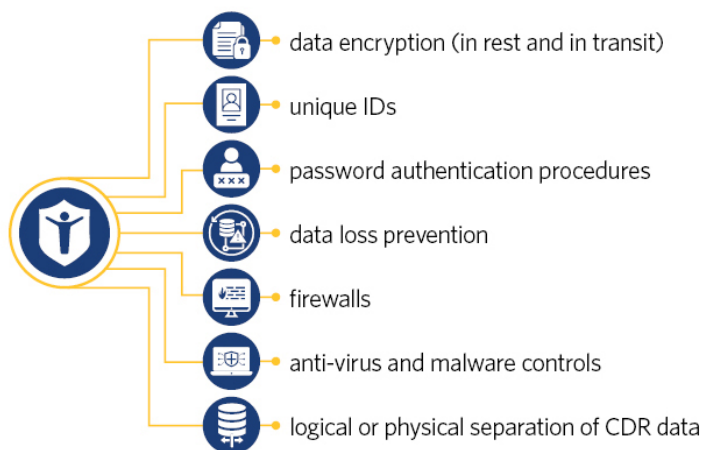 data encryption (in rest and in transit)
unique IDs
password authentication procedures
data loss prevention
firewalls
anti-virus and malware controls
logical or physical separation of CDR data